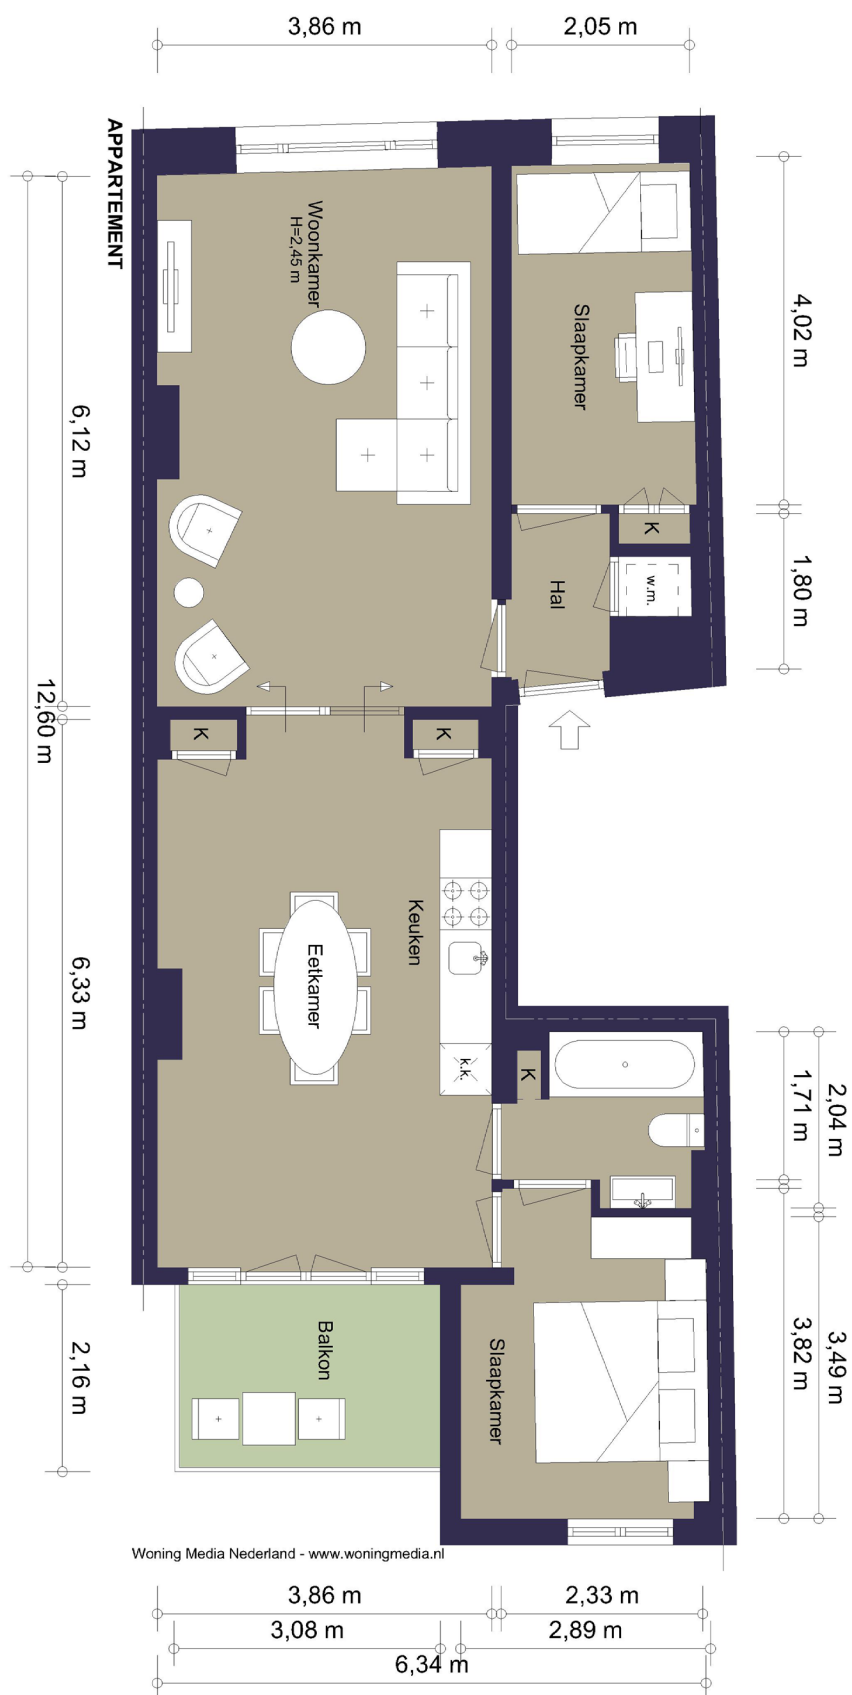 3,86 m
2,05 m
APPARTEMENT
Woonkamer
H=2,45 m
Slaapkamer
4,02 m
6,12 m
K
w.m.
Hal
1,80 m
12,60 m
K
K
Keuken
Eetkamer
6,33 m
k.k.
K
1,71 m
2,04 m
Balkon
Slaapkamer
2,16 m
3,82 m
3,49 m
Woning Media Nederland - www.woningmedia.nl
3,86 m
2,33 m
3,08 m
2,89 m
6,34 m